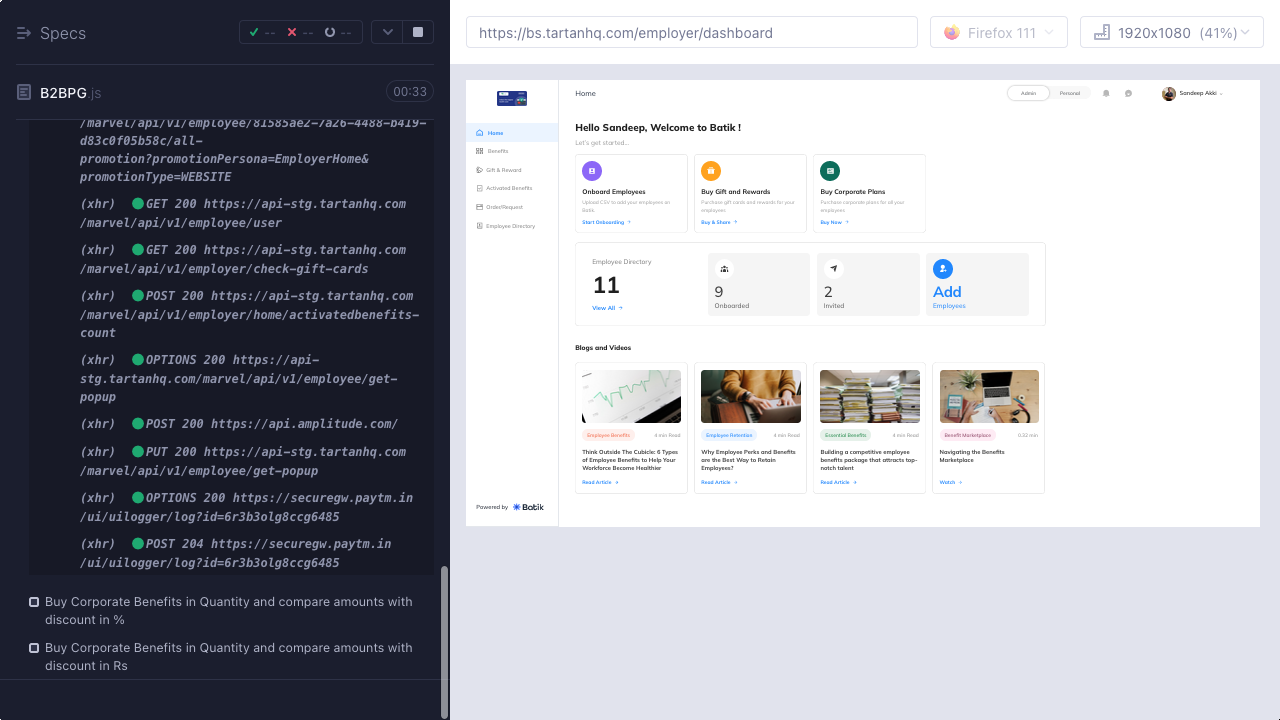 Specs
-- -- --
B2BPG.js
00:33
/marvel/api/v1/employee/81585ae2-7a26-4488-b419-
d83c0f05b58c/all-
promotion?promotionPersona=EmployerHome&
promotionType=WEBSITE
(xhr) GET 200 https://api-stg.tartanhq.com
/marvel/api/v1/employer/user
(xhr) GET 200 https://api-stg.tartanhq.com
/marvel/api/v1/employer/check-gift-cards
(xhr) POST 200 https://api-stg.tartanhq.com
/marvel/api/v1/employer/home/activatedbenefits-
count
(xhr) OPTIONS 200 https://api-
stg.tartanhq.com/marvel/api/v1/employee/get-
popup
(xhr) POST 200 https://api.amplitude.com/
(xhr) POST 200 https://api-stg.tartanhq.com
/marvel/api/v1/employee/get-popup
(xhr) OPTIONS 200 https://securegw.paytm.in
/ui/uilogger/log?id=6r3b3olg8ccg6485
(xhr) POST 204 https://securegw.paytm.in
/ui/uilogger/log?id=6r3b3olg8ccg6485
Buy Corporate Benefits in Quantity and compare amounts with
discount in %
Buy Corporate Benefits in Quantity and compare amounts with
discount in Rs
https://bs.tartanhq.com/employer/dashboard
Firefox 111
1920x1080 (41%)
Home
Admin
Personal
Sandeep Akki
Home
Benefits
Gift & Reward
Activated Benefits
Order/Request
Employee Directory
Powered by Batik
Hello Sandeep, Welcome to Batik !
Let's get started...
Onboard Employees
Upload CSV to add your employees on
Batik
Start Onboarding
Buy Gift and Rewards
Purchase gift cards and rewards for your
employees
Buy & Share
Buy Corporate Plans
Purchase corporate plans for all your
employees
Buy Now
Employee Directory
11
View All
9
Onboarded
2
Invited
Add
Employees
Blogs and Videos
Employee Benefits
4 min Read
Think Outside The Cubicle: 6 Types
of Employee Benefits to Help Your
Workforce Become Healthier
Read Article
Employee Retention
4 min Read
Why Employee Perks and Benefits
are the Best Way to Retain
Employees?
Read Article
Essential Benefits
4 min Read
Building a competitive employee
benefits package that attracts top-
notch talent
Read Article
Benefit Marketplace
0:32 min
Navigating the Benefits
Marketplace
Watch